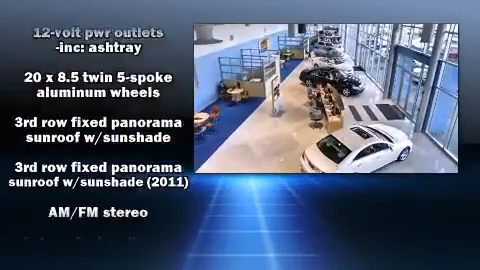 12-volt pwr outlets
-inc: ashtray
20 x 8.5 twin 5-spoke
aluminum wheels
3rd row fixed panorama
sunroof w/sunshade
3rd row fixed panorama
sunroof w/sunshade (2011)
AM/FM stereo